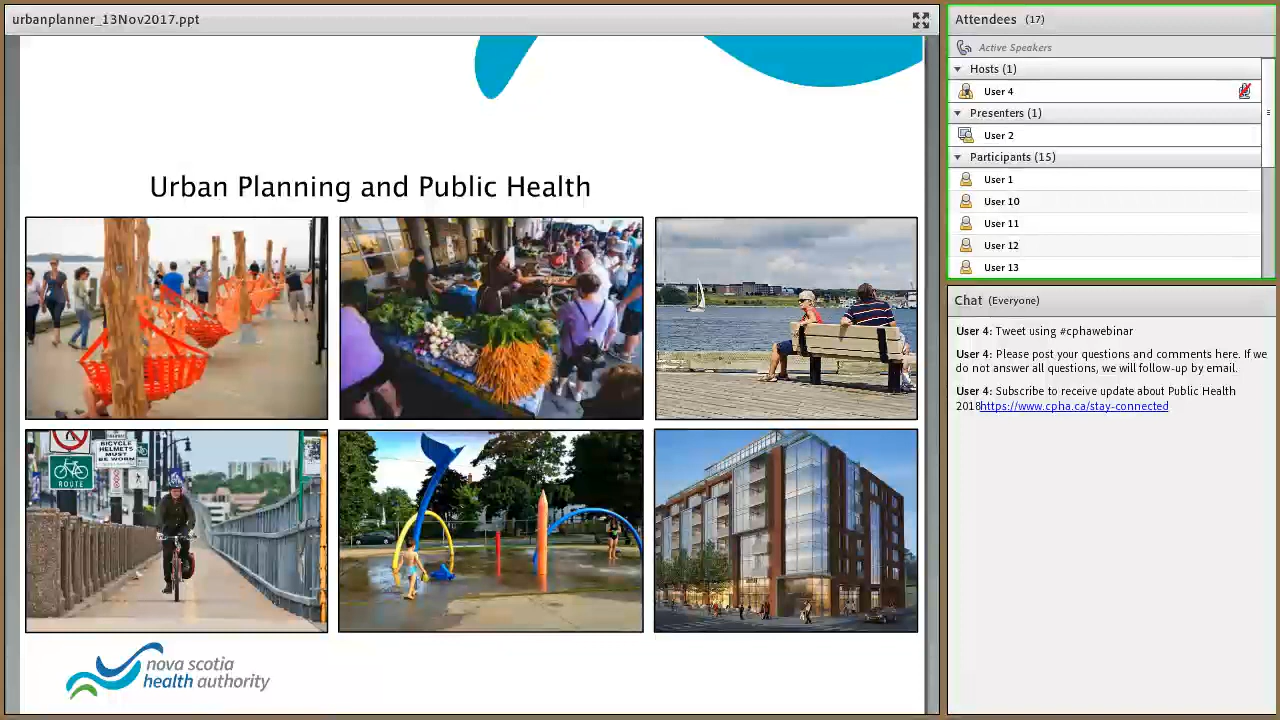 urbanplanner_13Nov2017.ppt
Urban Planning and Public Health
BICYCLE
HELMETS
MUST
BE WORN
ROUTE
nova scotia
health authority
Attendees (17)
Active Speakers
Hosts (1)
User 4
Presenters (1)
User 2
Participants (15)
User 1
User 10
User 11
User 12
User 13
Chat (Everyone)
User 4: Tweet using #cphawebinar
User 4: Please post your questions and comments here. If we
do not answer all questions, we will follow-up by email.
User 4: Subscribe to receive update about Public Health
2018https://www.cpha.ca/stay-connected